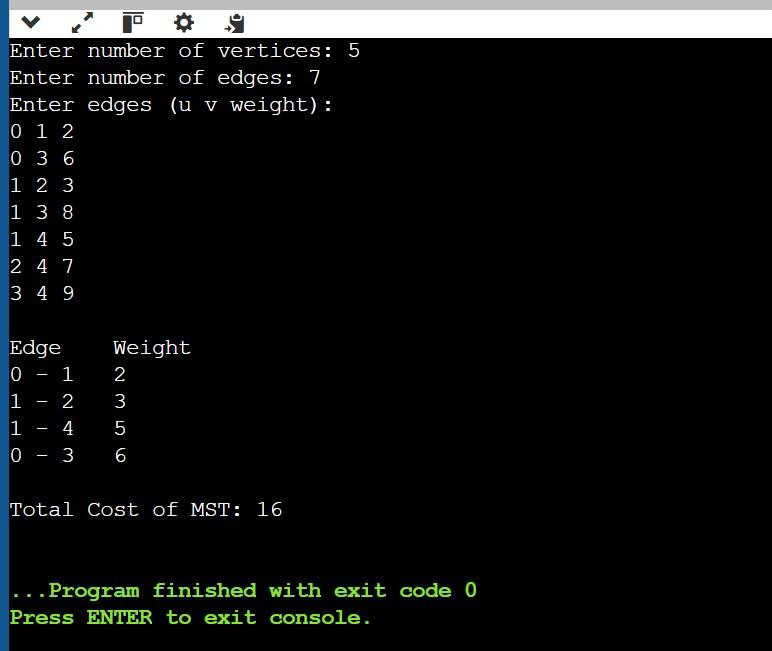 Enter number of vertices: 5
Enter number of edges: 7
Enter edges (u v weight):
0 1 2
0 3 6
1 2 3
1 3 8
1 4 5
2 4 7
3 4 9
Edge    Weight
0 - 1   2
1 - 2   3
1 - 4   5
0 - 3   6
Total Cost of MST: 16
...Program finished with exit code 0
Press ENTER to exit console.